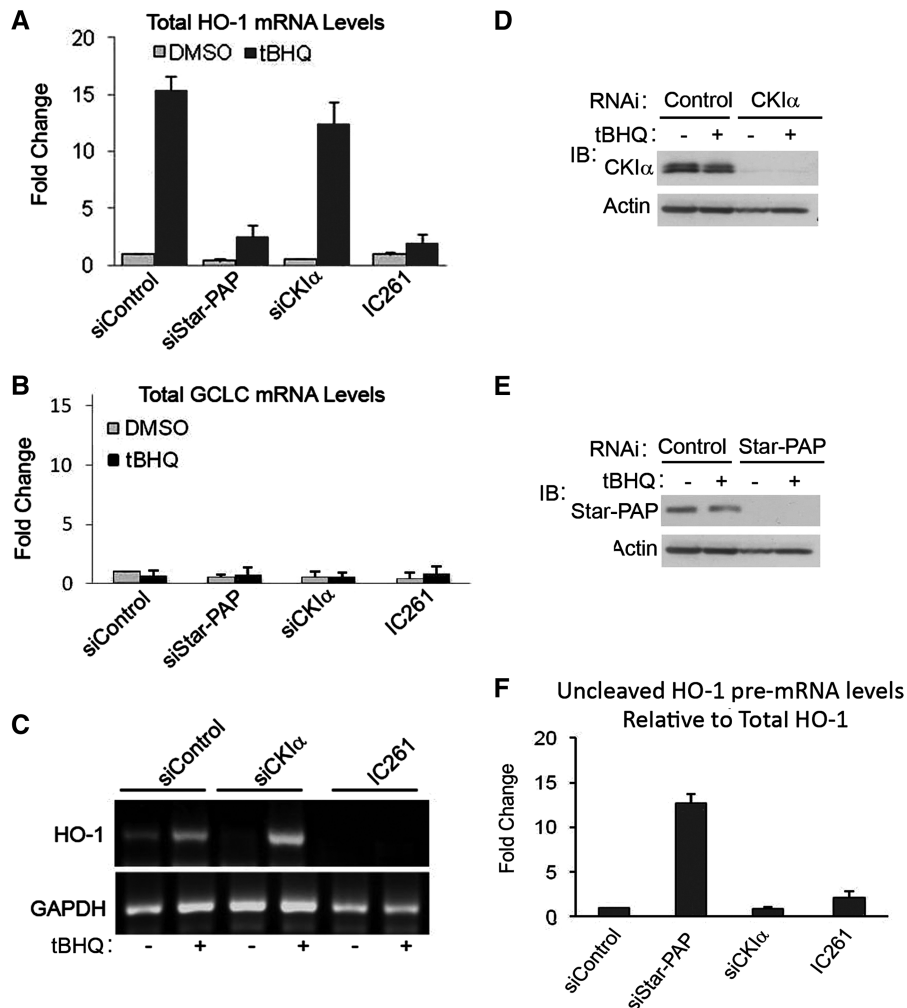 A
Total HO-1 mRNA Levels
DMSO tBHQ
Fold Change
20
15
10
5
0
siControl
siStar-PAP
siCKIα
IC261
B
Total GCLC mRNA Levels
DMSO
tBHQ
Fold Change
15
10
5
0
siControl
siStar-PAP
siCKIα
IC261
C
siControl
siCKIα
IC261
HO-1
GAPDH
tBHQ: - + - + - +
D
RNAi: Control CKIα
tBHQ: - + - +
IB:
CKIα
Actin
E
RNAi: Control Star-PAP
tBHQ: - + - +
IB:
Star-PAP
Actin
F
Uncleaved HO-1 pre-mRNA levels
Relative to Total HO-1
Fold Change
20
15
10
5
0
siControl
siStar-PAP
siCKIα
IC261